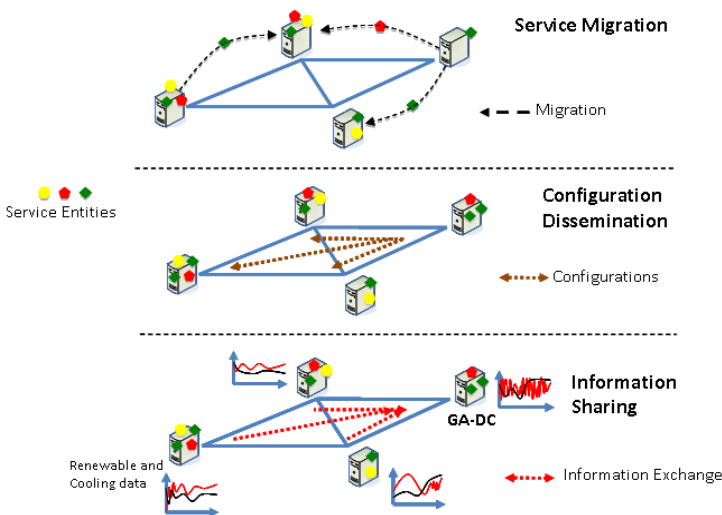 Service Migration
Migration
Service Entities
Configuration
Dissemination
Configurations
Information
Sharing
GA-DC
Renewable and
Cooling data
Information Exchange